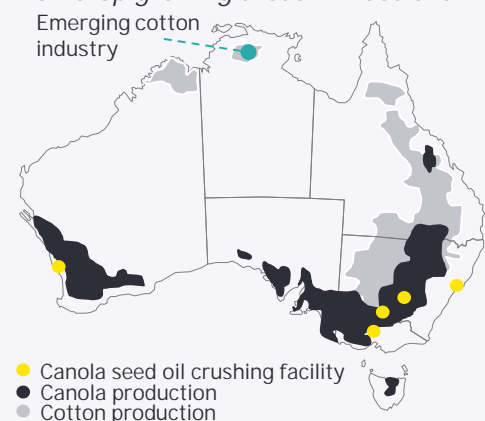 Emerging cotton
industry
Canola seed oil crushing facility
Canola production
Cotton production